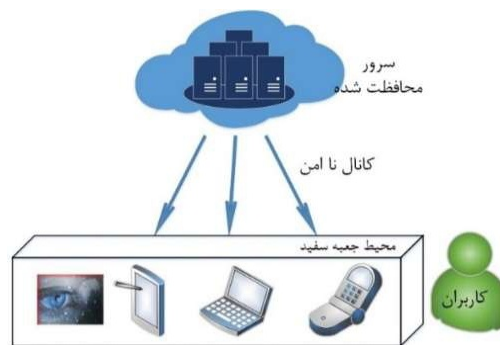 سرور
محافظت شده
کانال نا امن
محیط جعبه سفید
کاربران